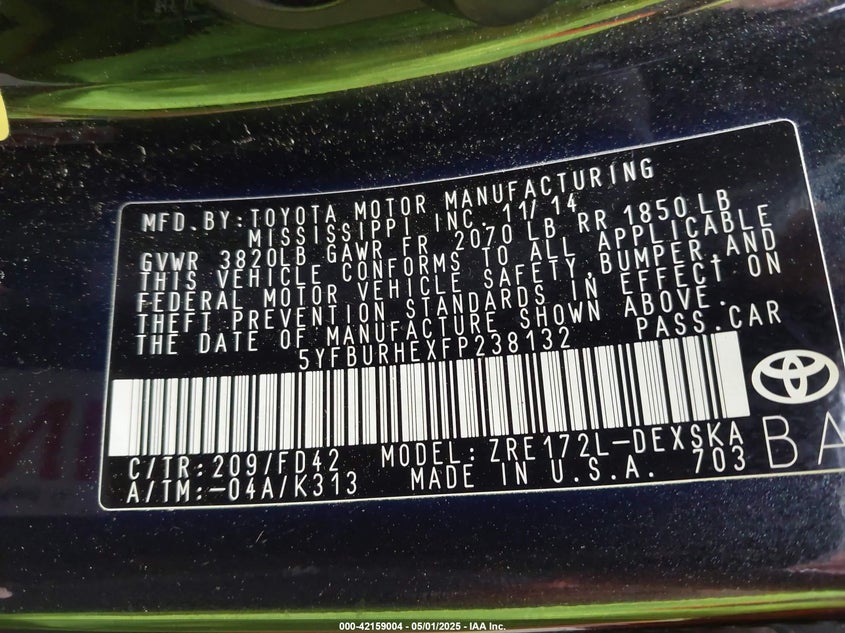 MFD.BY:TOYOTA MOTOR MANUFACTURING
MISSISSIPPI INC. 11/14
GVWR 3820LB GAWR FR 2070 LB RR 1850 LB
THIS VEHICLE CONFORMS TO ALL APPLICABLE
FEDERAL MOTOR VEHICLE SAFETY,BUMPER,AND
THEFT PREVENTION STANDARDS IN EFFECT ON
THE DATE OF MANUFACTURE SHOWN ABOVE.
5YFBURHEXFP238132 PASS.CAR
C/TR:209/FD42 MODEL:ZRE172L-DEXSKA
A/TM:-04A/K313 MADE IN U.S.A. 703
BA
000-42159004 - 05/01/2025 - IAA Inc.